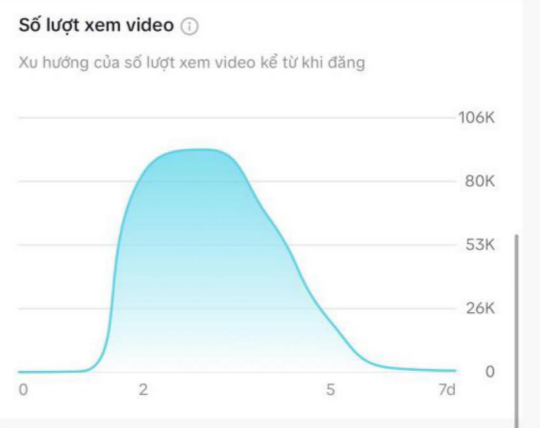 Số lượt xem video
Xu hướng của số lượt xem video kể từ khi đăng
106K
80K
53K
26K
0
0 2 5 7d